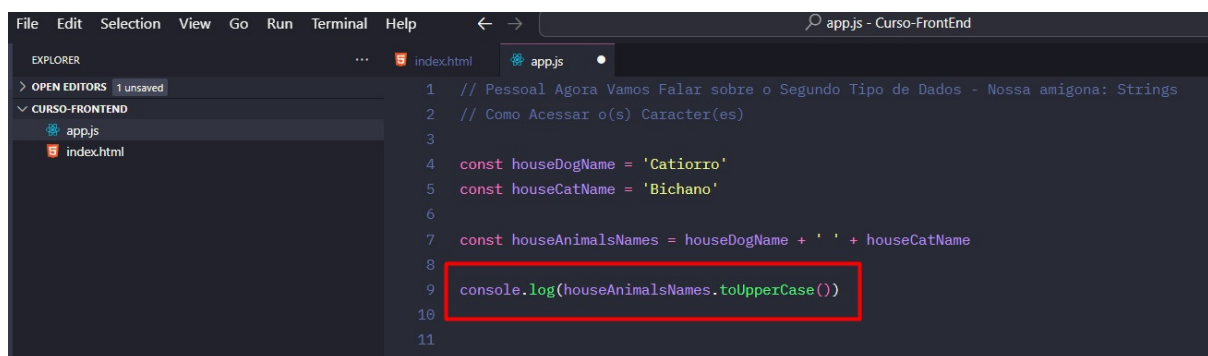 File Edit Selection View Go Run Terminal Help ← → app.js - Curso-FrontEnd
EXPLORER ... index.html app.js
OPEN EDITORS 1 unsaved
CURSO-FRONTEND
app.js
index.html
1 // Pessoal Agora Vamos Falar sobre o Segundo Tipo de Dados - Nossa amigona: Strings
2 // Como Acessar o(s) Caracter(es)
3
4 const houseDogName = 'Catiorro'
5 const houseCatName = 'Bichano'
6
7 const houseAnimalsNames = houseDogName + ' ' + houseCatName
8
9 console.log(houseAnimalsNames.toUpperCase())
10
11